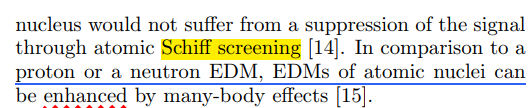 nucleus would not suffer from a suppression of the signal
through atomic Schiff screening [14]. In comparison to a
proton or a neutron EDM, EDMs of atomic nuclei can
be enhanced by many-body effects [15].